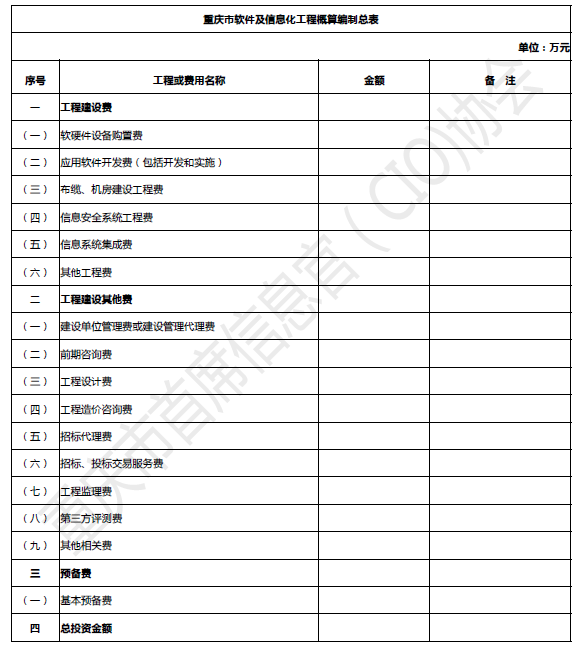 重庆市软件及信息化工程概算编制总表
单位：万元
序号 工程或费用名称 金额 备 注
一 工程建设费
（一） 软硬件设备购置费
（二） 应用软件开发费（包括开发和实施）
（三） 布缆、机房建设工程费
（四） 信息安全系统工程费
（五） 信息系统集成费
（六） 其他工程费
二 工程建设其他费
（一） 建设单位管理费或建设管理代理费
（二） 前期咨询费
（三） 工程设计费
（四） 工程造价咨询费
（五） 招标代理费
（六） 招标、投标交易服务费
（七） 工程监理费
（八） 第三方评测费
（九） 其他相关费
三 预备费
（一） 基本预备费
四 总投资金额
重庆市首席信息官（CIO)协会